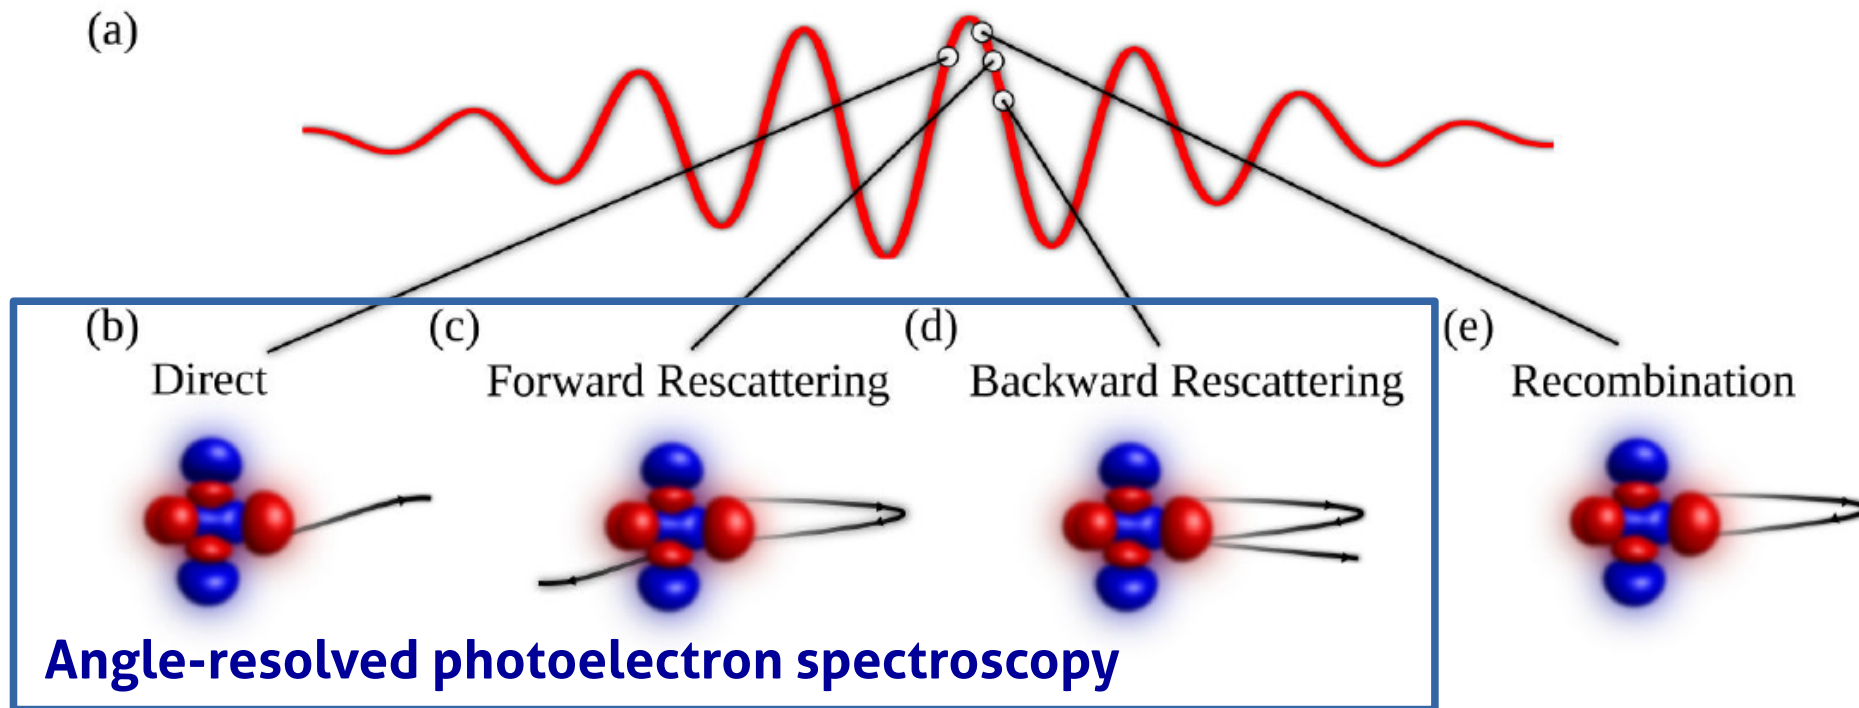 (a)
(b) (c) (d) (e)
Direct Forward Rescattering Backward Rescattering Recombination
Angle-resolved photoelectron spectroscopy